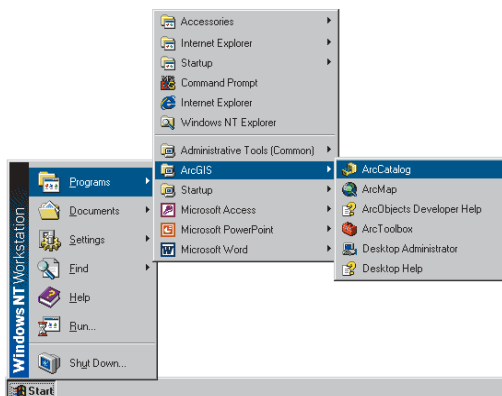 Accessories
Internet Explorer
Startup
Command Prompt
Internet Explorer
Windows NT Explorer
Administrative Tools (Common)
ArcGIS
Startup
Microsoft Access
Microsoft PowerPoint
Microsoft Word
ArcCatalog
ArcMap
ArcObjects Developer Help
ArcToolbox
Desktop Administrator
Desktop Help
Windows NT Workstation
Programs
Documents
Settings
Find
Help
Run...
Shut Down...
Start